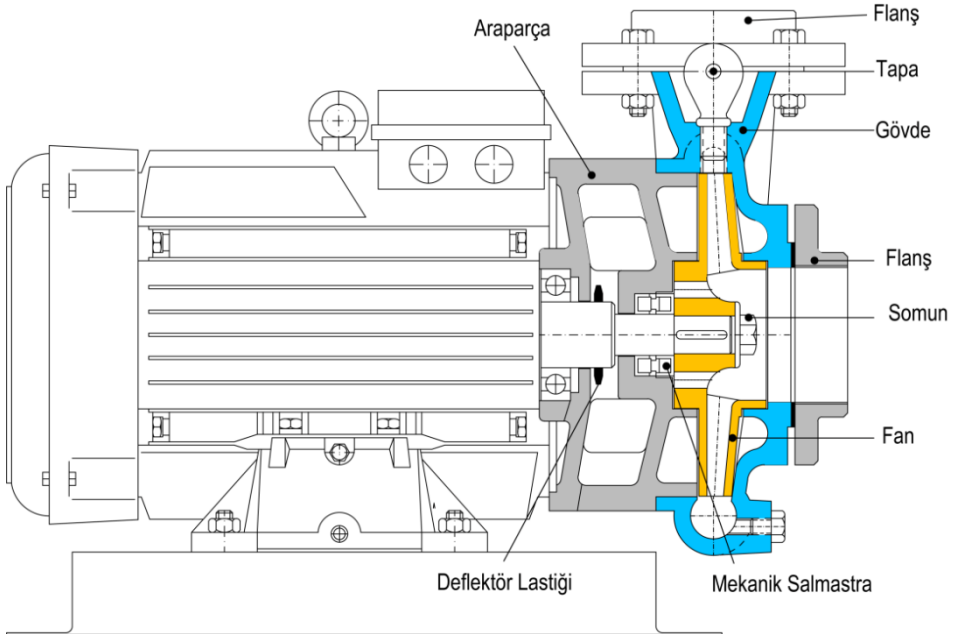 Flanş
Araparça
Tapa
Gövde
Flanş
Somun
Fan
Deflektör Lastiği
Mekanik Salmastra